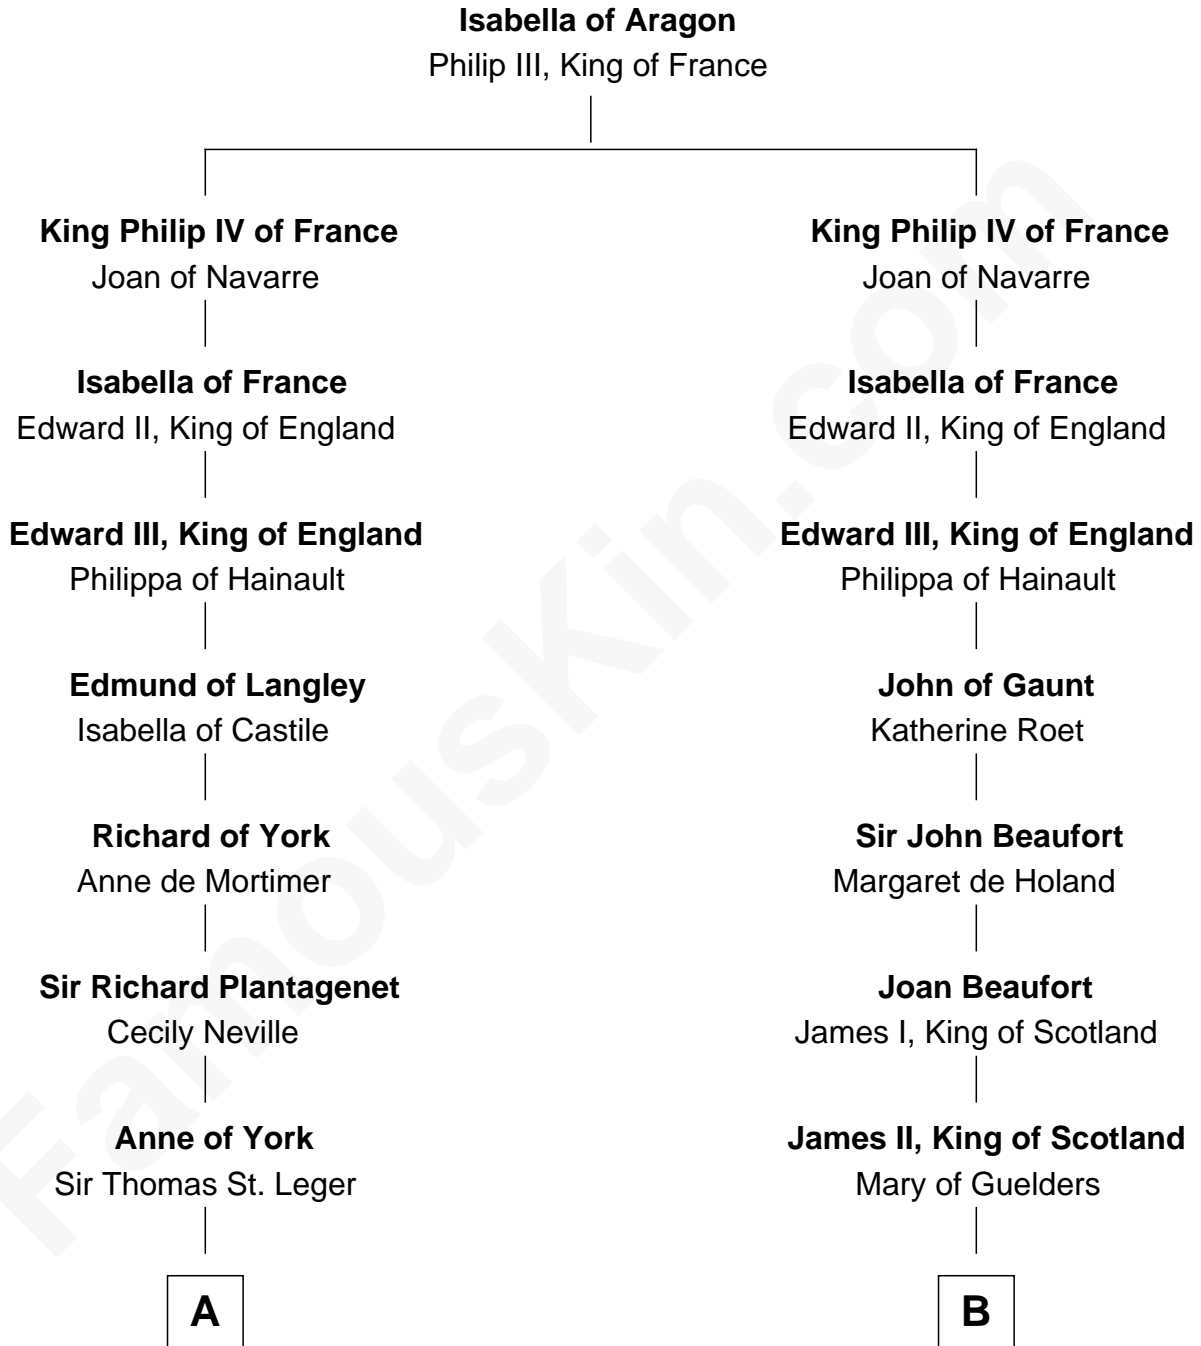 Isabella of Aragon
Philip III, King of France
King Philip IV of France
Joan of Navarre
Isabella of France
Edward II, King of England
Edward III, King of England
Philippa of Hainault
Edmund of Langley
Isabella of Castile
Richard of York
Anne de Mortimer
Sir Richard Plantagenet
Cecily Neville
Anne of York
Sir Thomas St. Leger
A
King Philip IV of France
Joan of Navarre
Isabella of France
Edward II, King of England
Edward III, King of England
Philippa of Hainault
John of Gaunt
Katherine Roet
Sir John Beaufort
Margaret de Holand
Joan Beaufort
James I, King of Scotland
James II, King of Scotland
Mary of Guelders
B
FamousKin.com